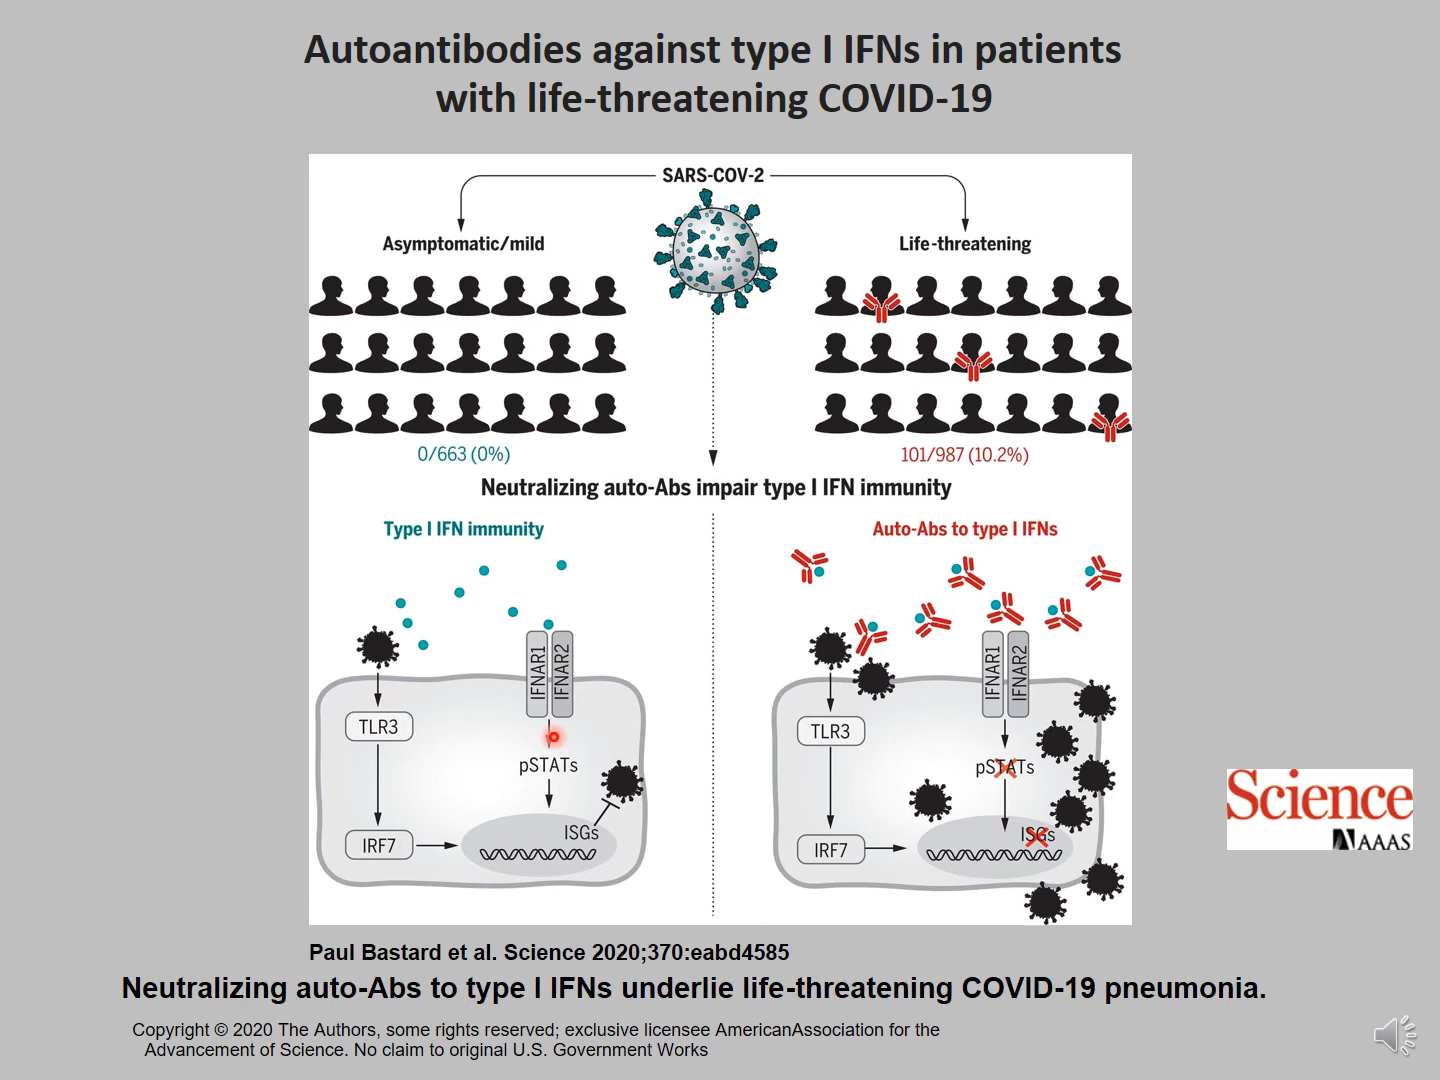 Autoantibodies against type I IFNs in patients
with life-threatening COVID-19
SARS-COV-2
Asymptomatic/mild
Life-threatening
0/663 (0%)
101/987 (10.2%)
Neutralizing auto-Abs impair type I IFN immunity
Type I IFN immunity
Auto-Abs to type I IFNs
IFNAR1
IFNAR2
TLR3
pSTATs
ISGs
IRF7
IFNAR1
IFNAR2
TLR3
pSTATs
ISGs
IRF7
Science
AAAS
Paul Bastard et al. Science 2020;370:eabd4585
Neutralizing auto-Abs to type I IFNs underlie life-threatening COVID-19 pneumonia.
Copyright © 2020 The Authors, some rights reserved; exclusive licensee AmericanAssociation for the
Advancement of Science. No claim to original U.S. Government Works